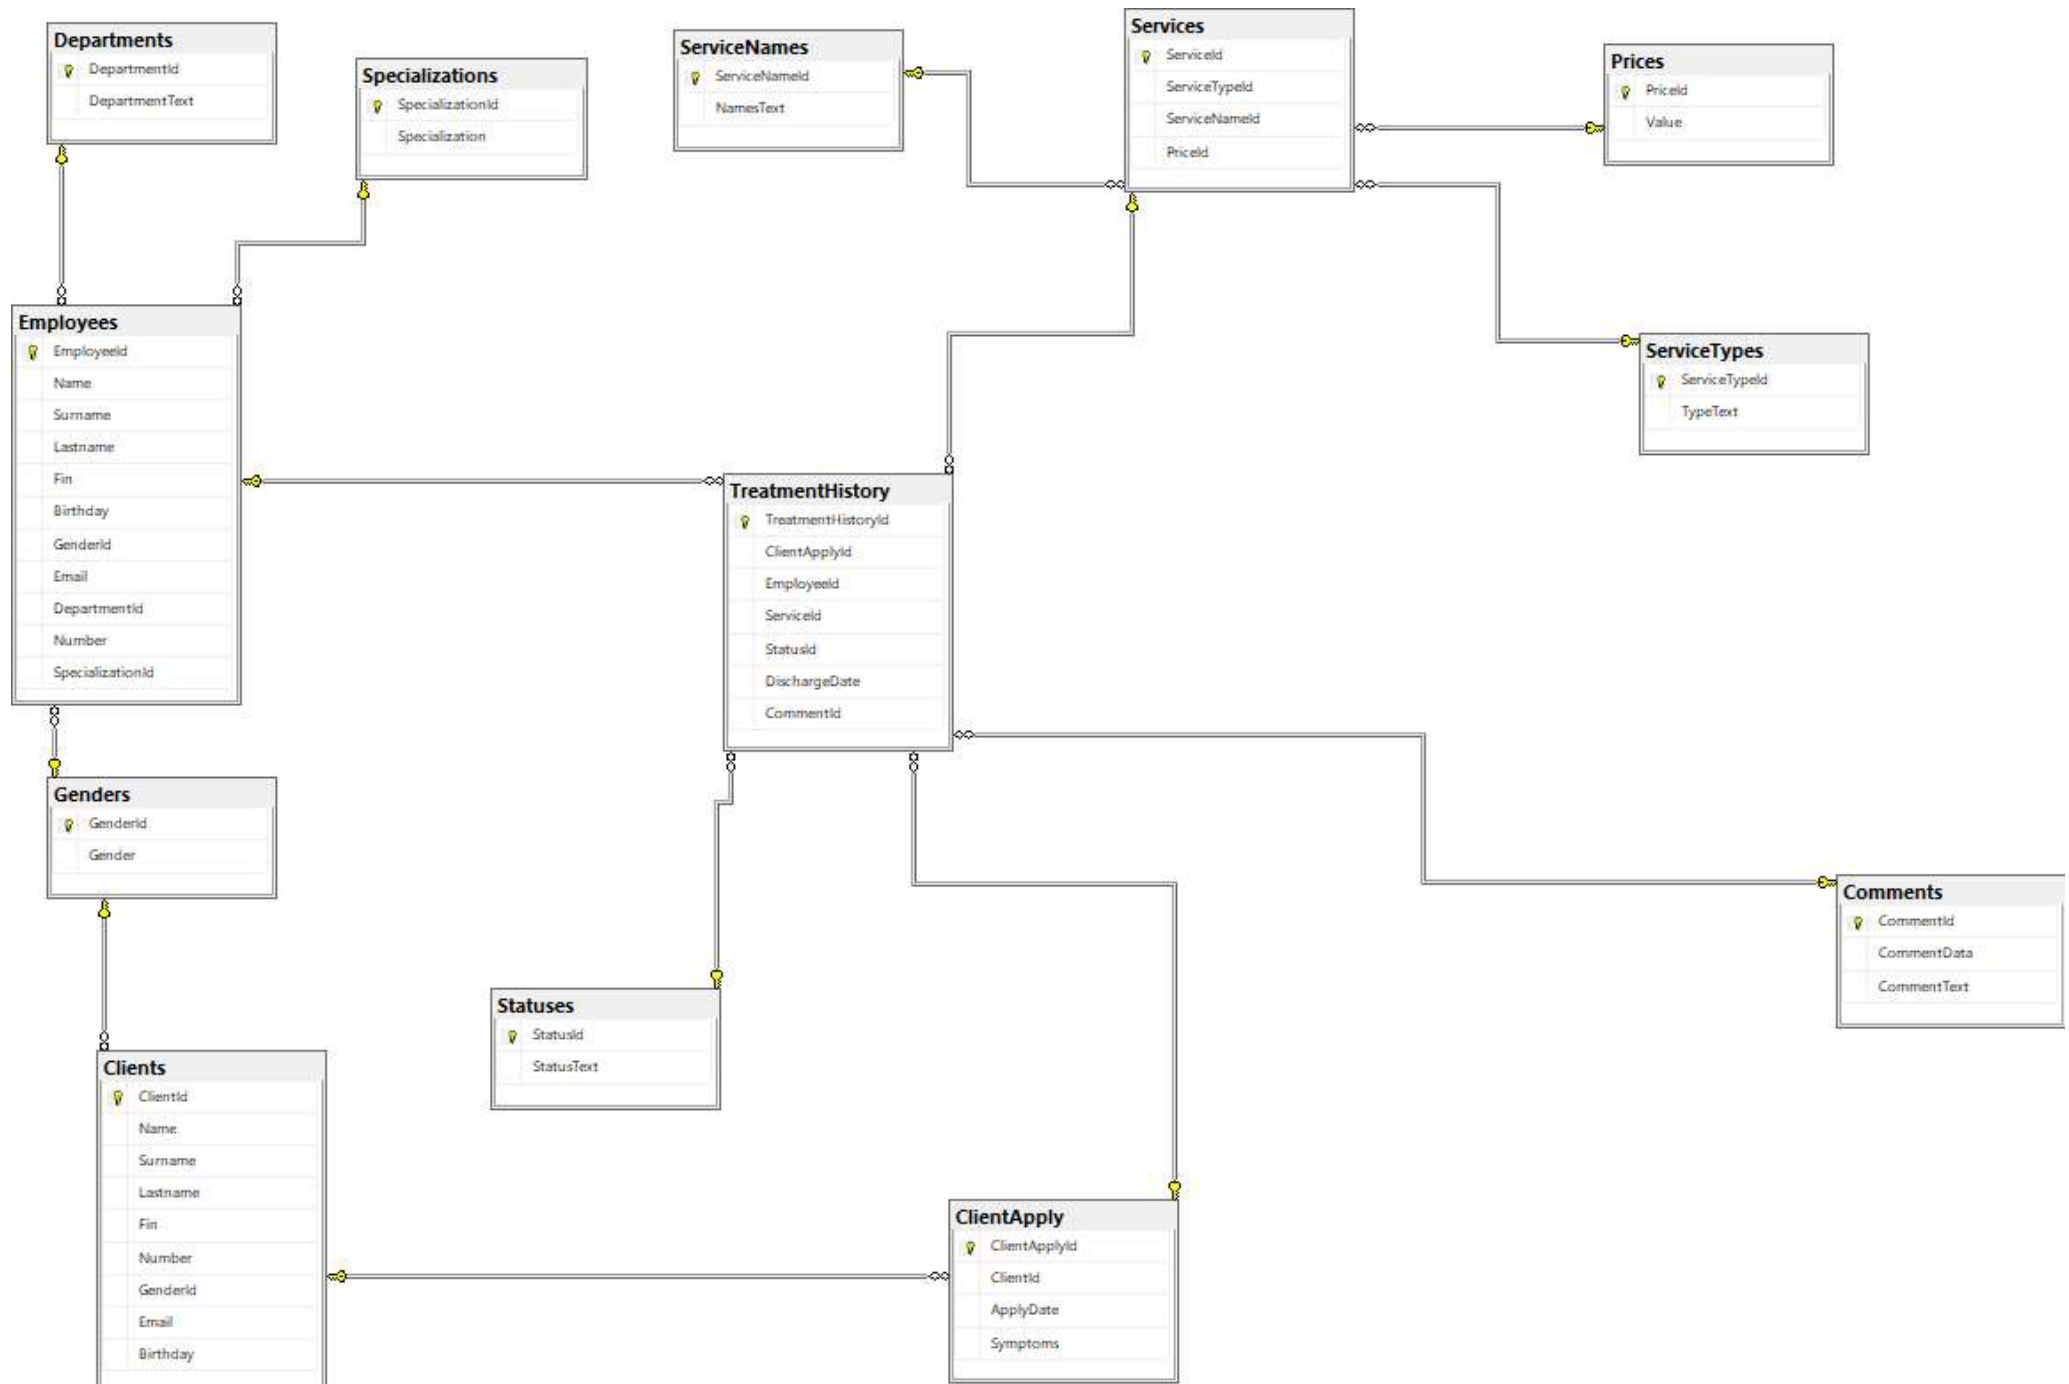 Departments
DepartmentId
DepartmentText
Specializations
SpecializationId
Specialization
ServiceNames
ServiceNameId
NamesText
Services
ServiceId
ServiceTypeId
ServiceNameId
PriceId
Prices
PriceId
Value
Employees
EmployeeId
Name
Surname
Lastname
Fin
Birthday
GenderId
Email
DepartmentId
Number
SpecializationId
ServiceTypes
ServiceTypeId
TypeText
TreatmentHistory
TreatmentHistoryId
ClientApplyId
EmployeeId
ServiceId
StatusId
DischargeDate
CommentId
Genders
GenderId
Gender
Comments
CommentId
CommentData
CommentText
Statuses
StatusId
StatusText
Clients
ClientId
Name
Surname
Lastname
Fin
Number
GenderId
Email
Birthday
ClientApply
ClientApplyId
ClientId
ApplyDate
Symptoms